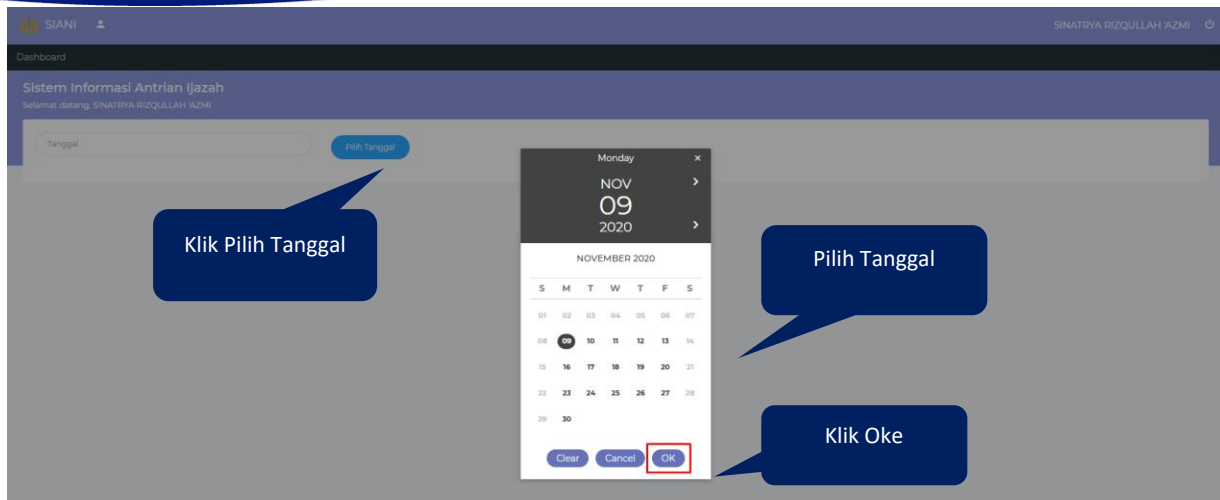 SIANI
SINATRYA RIZQULLAH 'AZMI
Dashboard
Sistem Informasi Antrian Ijazah
Selamat datang, SINATRYA RIZQULLAH 'AZMI
Tanggal
Pilih Tanggal
Klik Pilih Tanggal
Monday ×
NOV
09
2020
NOVEMBER 2020
S M T W T F S
01 02 03 04 05 06 07
08 09 10 11 12 13 14
15 16 17 18 19 20 21
22 23 24 25 26 27 28
29 30
Clear Cancel OK
Pilih Tanggal
Klik Oke